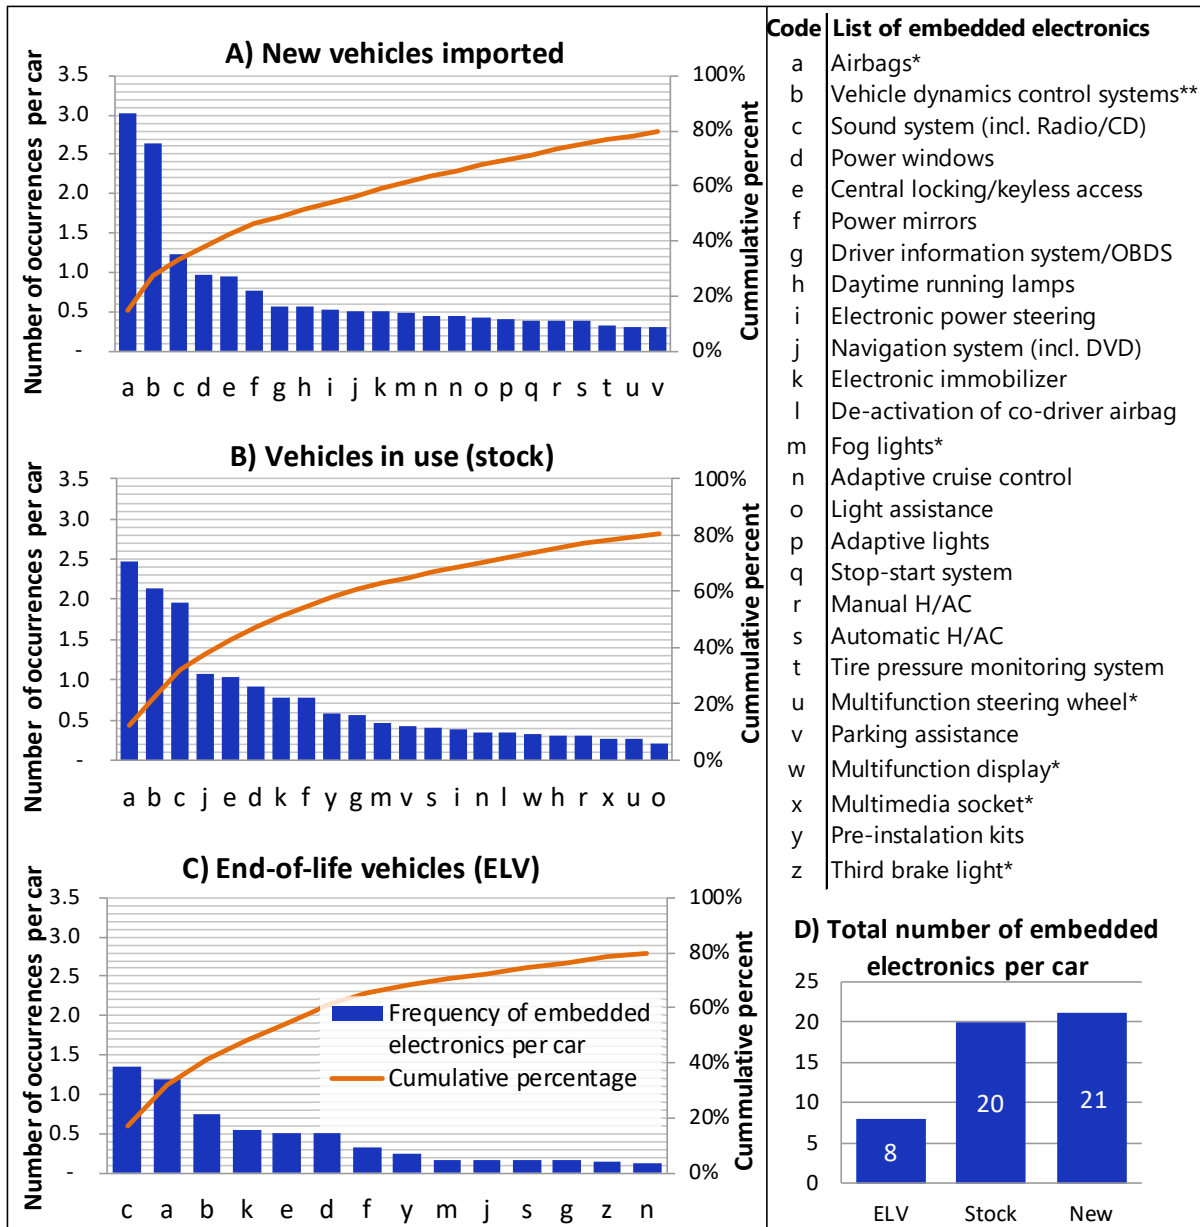 A) New vehicles imported
Number of occurrences per car
3.5
3.0
2.5
2.0
1.5
1.0
0.5
-
100%
80%
60%
40%
20%
0%
Cummulative percent
a b c d e f g h i j k m n n o p q r s t u v
B) Vehicles in use (stock)
Number of occurrences per car
3.5
3.0
2.5
2.0
1.5
1.0
0.5
-
100%
80%
60%
40%
20%
0%
Cummulative percent
a b c j e d k f y g m v s i n l w h r x u o
C) End-of-life vehicles (ELV)
Number of occurrences per car
3.5
3.0
2.5
2.0
1.5
1.0
0.5
-
100%
80%
60%
40%
20%
0%
Cummulative percent
Frequency of embedded
electronics per car
Cumulative percentage
c a b k e d f y m j s g z n
Code List of embedded electronics
a Airbags*
b Vehicle dynamics control systems**
c Sound system (incl. Radio/CD)
d Power windows
e Central locking/keyless access
f Power mirrors
g Driver information system/OBDS
h Daytime running lamps
i Electronic power steering
j Navigation system (incl. DVD)
k Electronic immobilizer
l De-activation of co-driver airbag
m Fog lights*
n Adaptive cruise control
o Light assistance
p Adaptive lights
q Stop-start system
r Manual H/AC
s Automatic H/AC
t Tire pressure monitoring system
u Multifunction steering wheel*
v Parking assistance
w Multifunction display*
x Multimedia socket*
y Pre-instalation kits
z Third brake light*
D) Total number of embedded
electronics per car
25
20
15
10
5
0
8
20
21
ELV Stock New